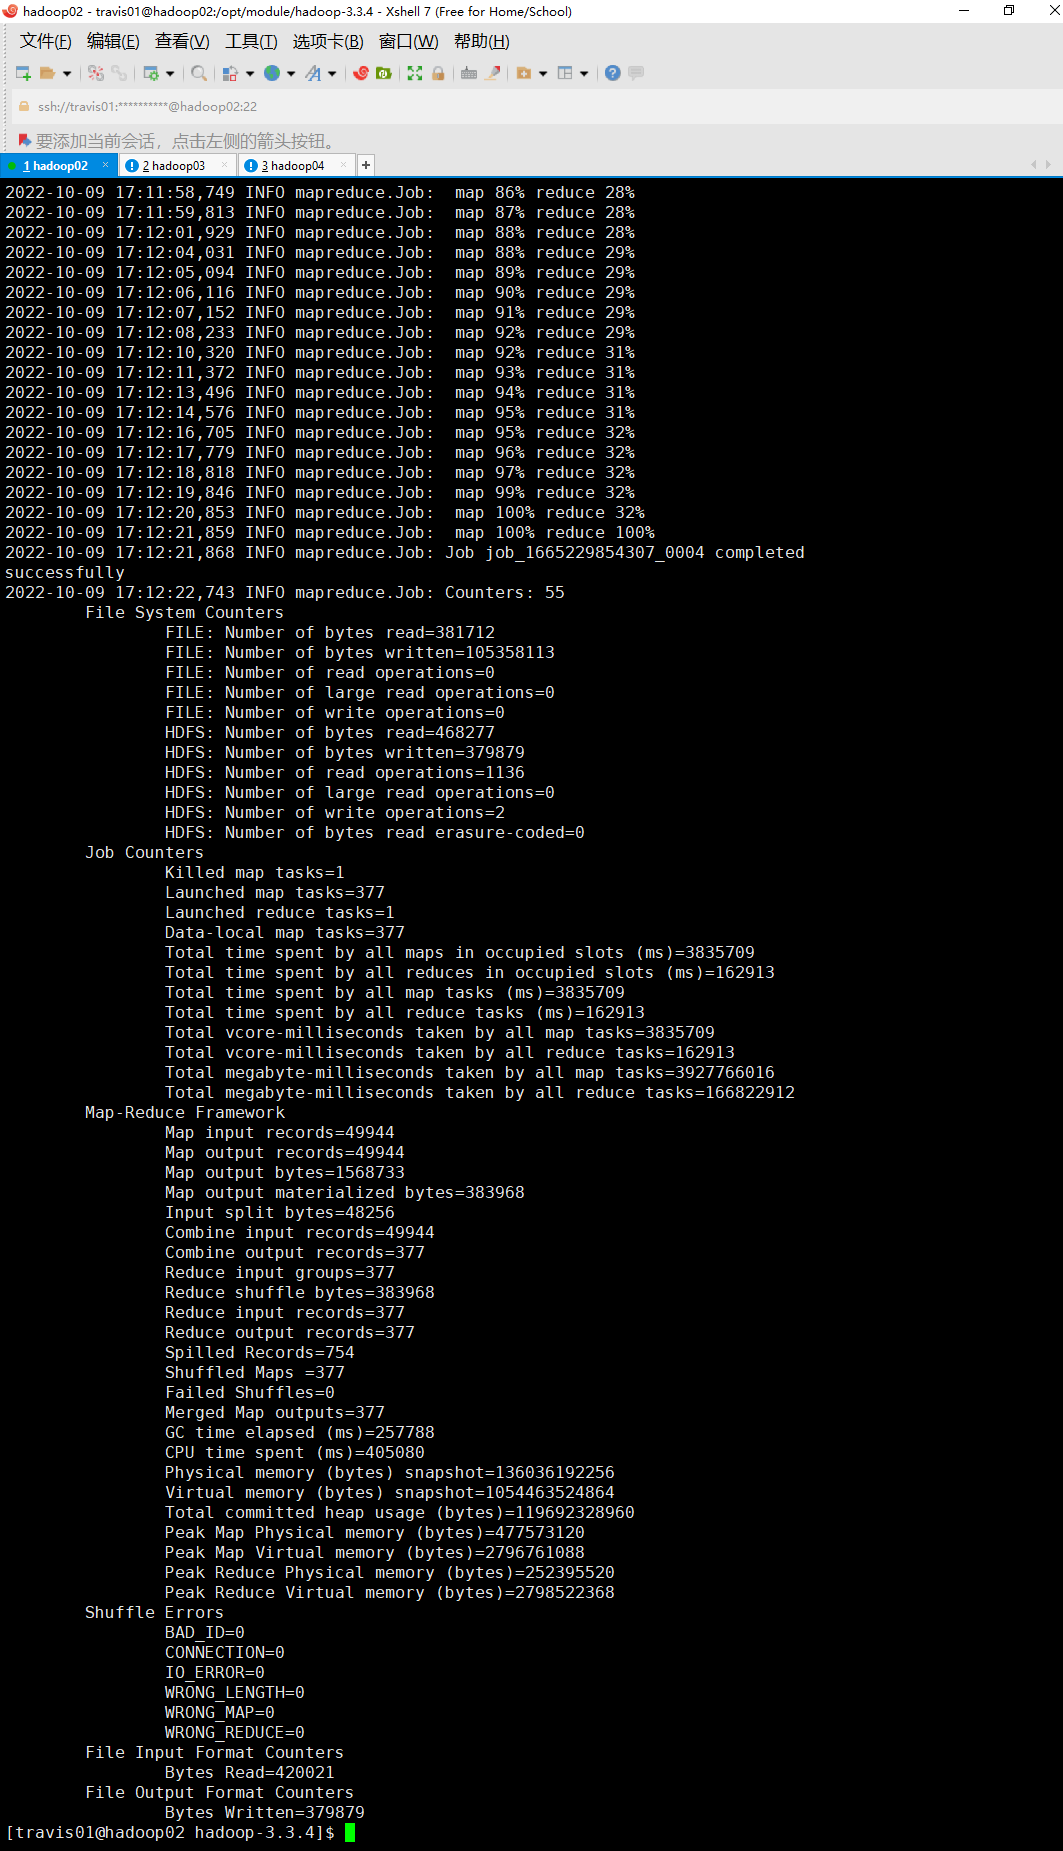 hadoop02 - travis01@hadoop02:/opt/module/hadoop-3.3.4 - Xshell 7 (Free for Home/School)
文件(F) 编辑(E) 查看(V) 工具(T) 选项卡(B) 窗口(W) 帮助(H)
ssh://travis01:**********@hadoop02:22
要添加当前会话，点击左侧的箭头按钮。
1 hadoop02 × 2 hadoop03 × 3 hadoop04 × +
2022-10-09 17:11:58,749 INFO mapreduce.Job:  map 86% reduce 28%
2022-10-09 17:11:59,813 INFO mapreduce.Job:  map 87% reduce 28%
2022-10-09 17:12:01,929 INFO mapreduce.Job:  map 88% reduce 28%
2022-10-09 17:12:04,031 INFO mapreduce.Job:  map 88% reduce 29%
2022-10-09 17:12:05,094 INFO mapreduce.Job:  map 89% reduce 29%
2022-10-09 17:12:06,116 INFO mapreduce.Job:  map 90% reduce 29%
2022-10-09 17:12:07,152 INFO mapreduce.Job:  map 91% reduce 29%
2022-10-09 17:12:08,233 INFO mapreduce.Job:  map 92% reduce 29%
2022-10-09 17:12:10,320 INFO mapreduce.Job:  map 92% reduce 31%
2022-10-09 17:12:11,372 INFO mapreduce.Job:  map 93% reduce 31%
2022-10-09 17:12:13,496 INFO mapreduce.Job:  map 94% reduce 31%
2022-10-09 17:12:14,576 INFO mapreduce.Job:  map 95% reduce 31%
2022-10-09 17:12:16,705 INFO mapreduce.Job:  map 95% reduce 32%
2022-10-09 17:12:17,779 INFO mapreduce.Job:  map 96% reduce 32%
2022-10-09 17:12:18,818 INFO mapreduce.Job:  map 97% reduce 32%
2022-10-09 17:12:19,846 INFO mapreduce.Job:  map 99% reduce 32%
2022-10-09 17:12:20,853 INFO mapreduce.Job:  map 100% reduce 32%
2022-10-09 17:12:21,859 INFO mapreduce.Job:  map 100% reduce 100%
2022-10-09 17:12:21,868 INFO mapreduce.Job: Job job_1665229854307_0004 completed
successfully
2022-10-09 17:12:22,743 INFO mapreduce.Job: Counters: 55
File System Counters
FILE: Number of bytes read=381712
FILE: Number of bytes written=105358113
FILE: Number of read operations=0
FILE: Number of large read operations=0
FILE: Number of write operations=0
HDFS: Number of bytes read=468277
HDFS: Number of bytes written=379879
HDFS: Number of read operations=1136
HDFS: Number of large read operations=0
HDFS: Number of write operations=2
HDFS: Number of bytes read erasure-coded=0
Job Counters
Killed map tasks=1
Launched map tasks=377
Launched reduce tasks=1
Data-local map tasks=377
Total time spent by all maps in occupied slots (ms)=3835709
Total time spent by all reduces in occupied slots (ms)=162913
Total time spent by all map tasks (ms)=3835709
Total time spent by all reduce tasks (ms)=162913
Total vcore-milliseconds taken by all map tasks=3835709
Total vcore-milliseconds taken by all reduce tasks=162913
Total megabyte-milliseconds taken by all map tasks=3927766016
Total megabyte-milliseconds taken by all reduce tasks=166822912
Map-Reduce Framework
Map input records=49944
Map output records=49944
Map output bytes=1568733
Map output materialized bytes=383968
Input split bytes=48256
Combine input records=49944
Combine output records=377
Reduce input groups=377
Reduce shuffle bytes=383968
Reduce input records=377
Reduce output records=377
Spilled Records=754
Shuffled Maps =377
Failed Shuffles=0
Merged Map outputs=377
GC time elapsed (ms)=257788
CPU time spent (ms)=405080
Physical memory (bytes) snapshot=136036192256
Virtual memory (bytes) snapshot=1054463524864
Total committed heap usage (bytes)=119692328960
Peak Map Physical memory (bytes)=477573120
Peak Map Virtual memory (bytes)=2796761088
Peak Reduce Physical memory (bytes)=252395520
Peak Reduce Virtual memory (bytes)=2798522368
Shuffle Errors
BAD_ID=0
CONNECTION=0
IO_ERROR=0
WRONG_LENGTH=0
WRONG_MAP=0
WRONG_REDUCE=0
File Input Format Counters
Bytes Read=420021
File Output Format Counters
Bytes Written=379879
[travis01@hadoop02 hadoop-3.3.4]$